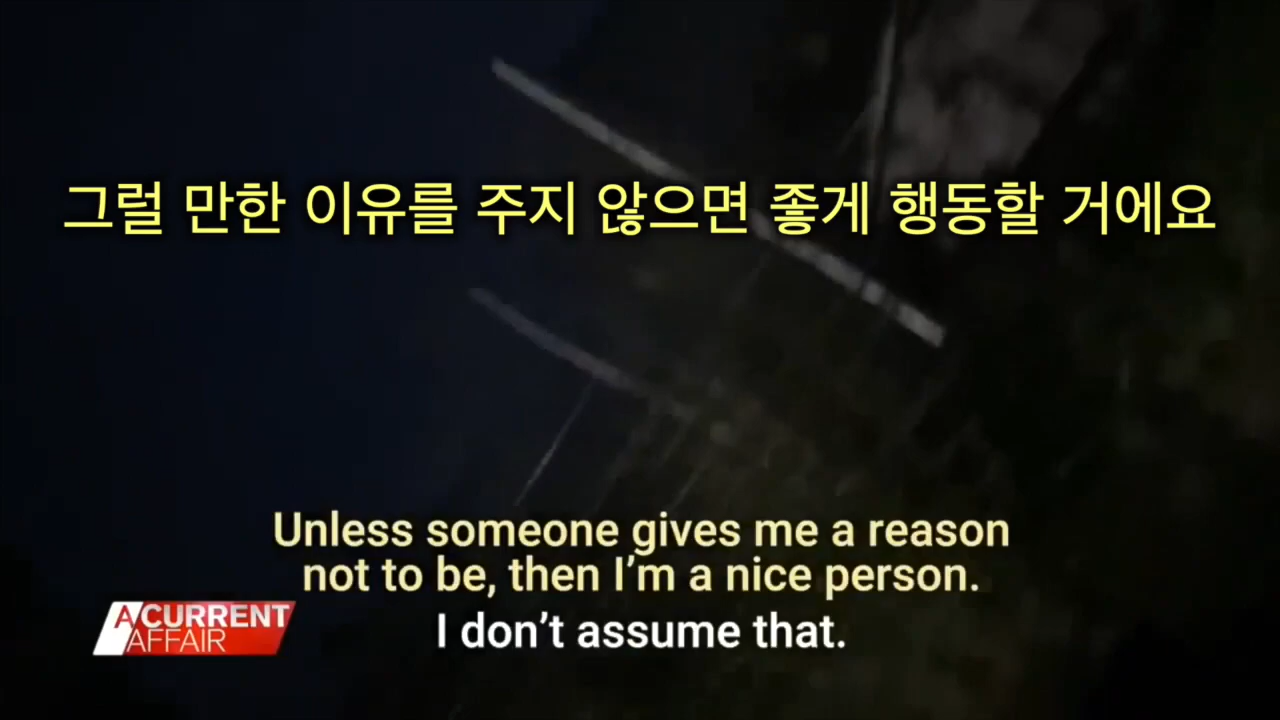 그럴 만한 이유를 주지 않으면 좋게 행동할 거에요
Unless someone gives me a reason
not to be, then I’m a nice person.
I don’t assume that.
A CURRENT
AFFAIR